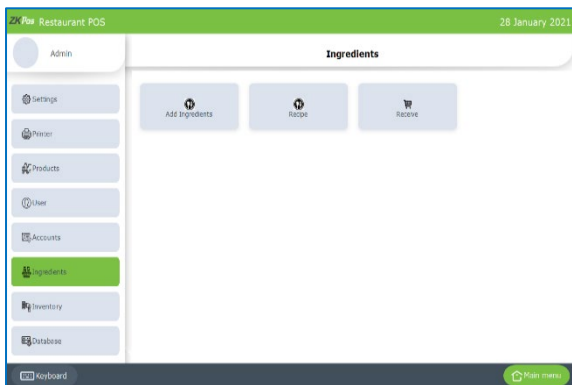 ZKPos Restaurant POS
28 January 2021
Admin
Ingredients
Settings
Printer
Products
User
Accounts
Ingredients
Inventory
Database
Add Ingredients
Recipe
Receve
Keyboard
Main menu